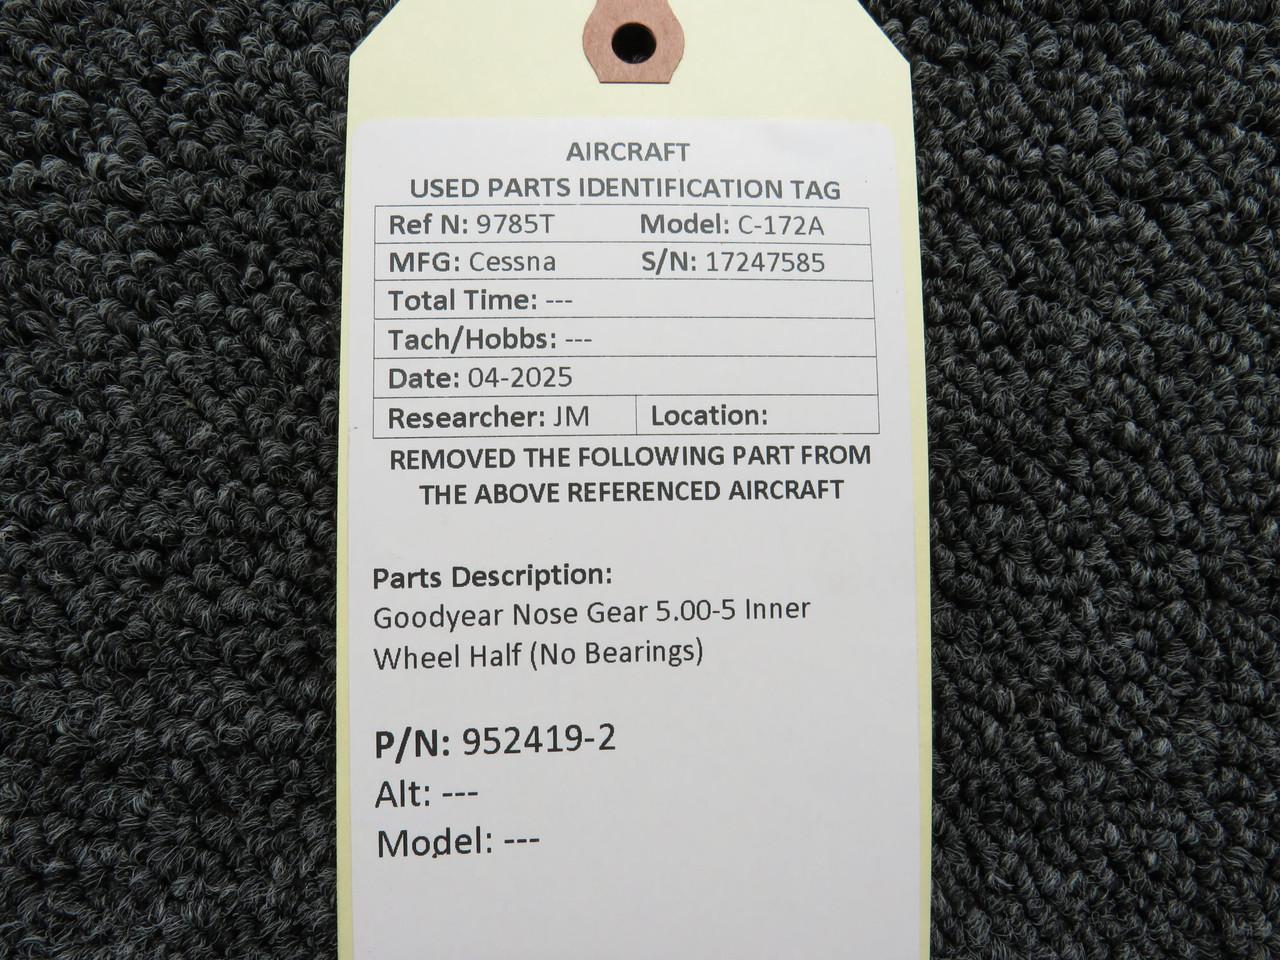 AIRCRAFT
USED PARTS IDENTIFICATION TAG
Ref N: 9785T Model: C-172A
MFG: Cessna S/N: 17247585
Total Time: ---
Tach/Hobbs: ---
Date: 04-2025
Researcher: JM Location:
REMOVED THE FOLLOWING PART FROM
THE ABOVE REFERENCED AIRCRAFT
Parts Description:
Goodyear Nose Gear 5.00-5 Inner
Wheel Half (No Bearings)
P/N: 952419-2
Alt: ---
Model: ---